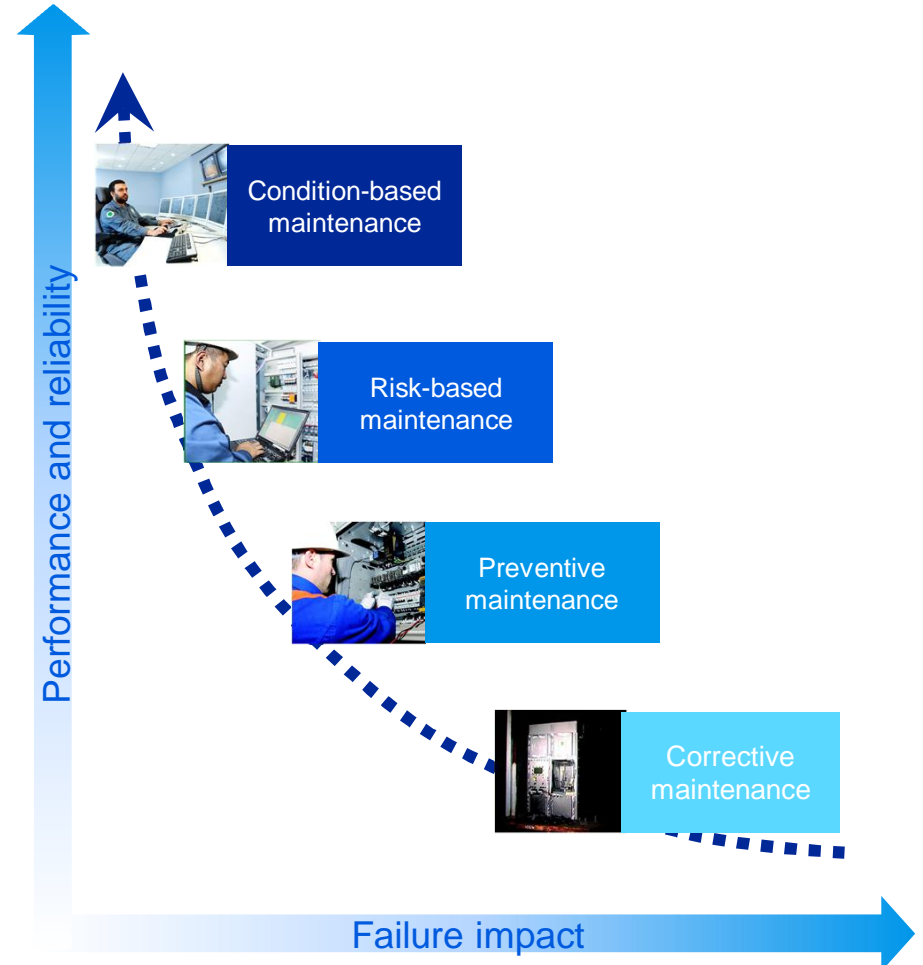 Performance and reliability
Condition-based
maintenance
Risk-based
maintenance
Preventive
maintenance
Corrective
maintenance
Failure impact